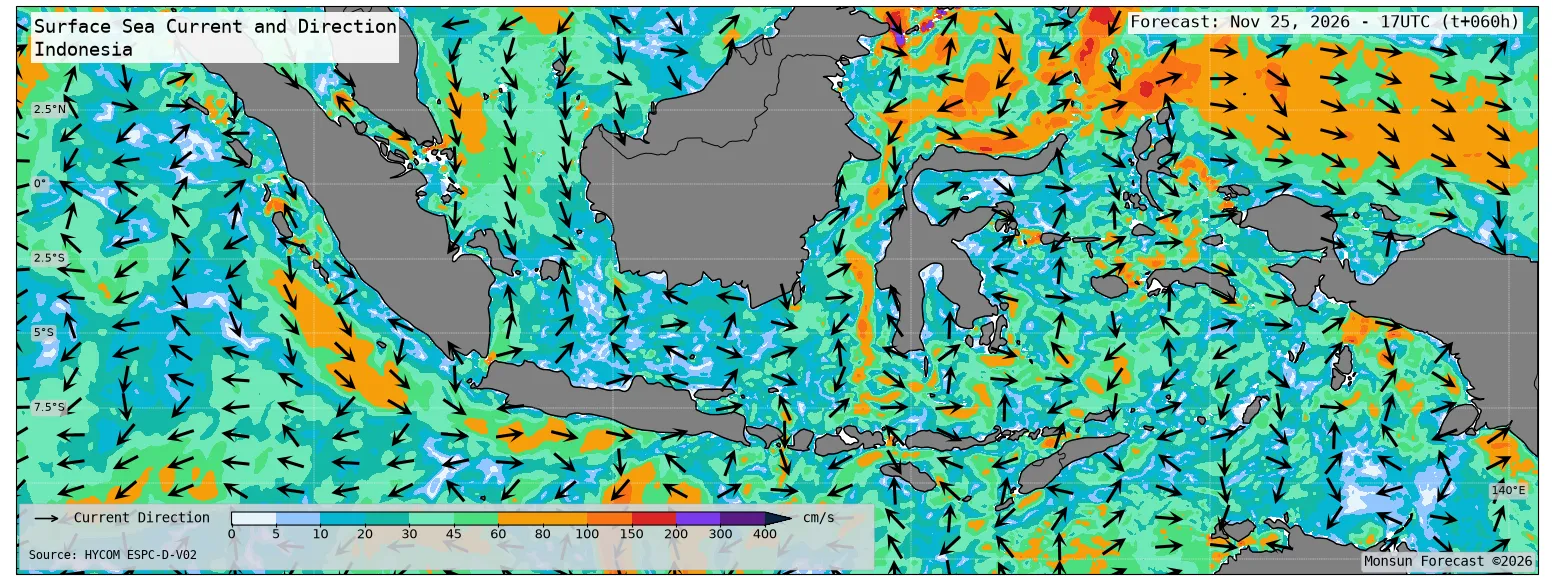 Surface Sea Current and Direction
Indonesia
Forecast: Nov 25, 2026 - 17UTC (t+060h)
2.5°N
0°
2.5°S
5°S
7.5°S
140°E
Current Direction
0 5 10 20 30 45 60 80 100 150 200 300 400 cm/s
Source: HYCOM ESPC-D-V02
Monsun Forecast ©2026